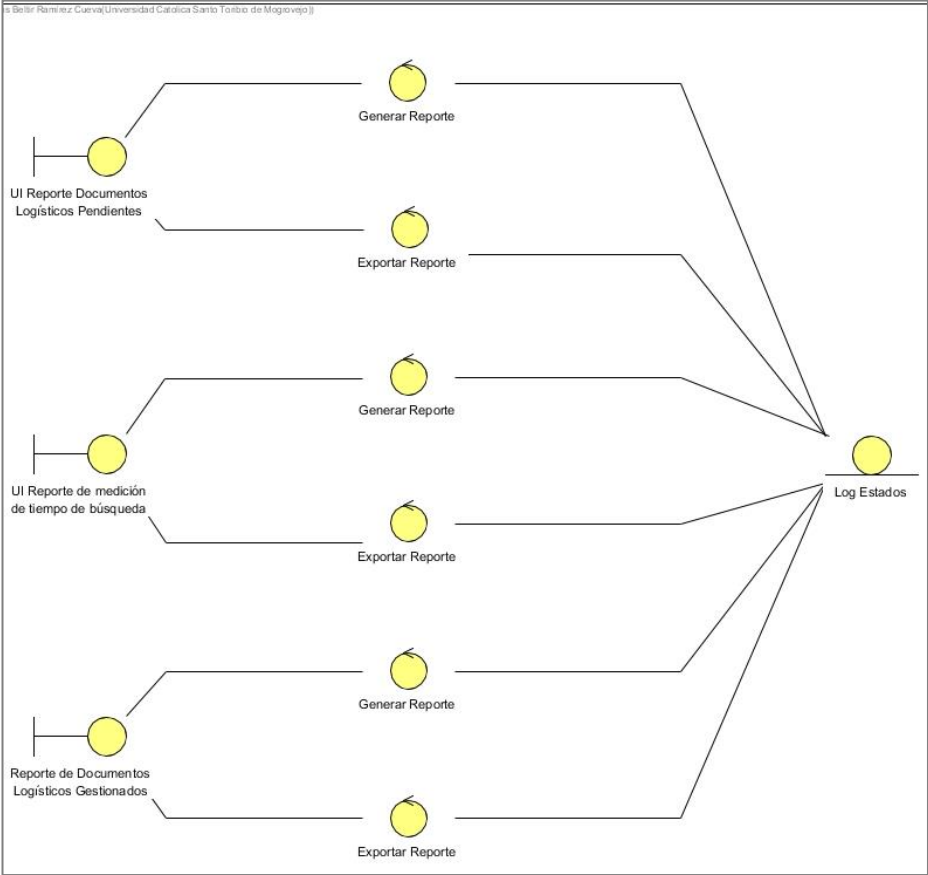 s Beltir Ramirez Cueva(Universidad Catolica Santo Toribio de Mogrovejo))
Generar Reporte
UI Reporte Documentos
Logísticos Pendientes
Exportar Reporte
Generar Reporte
UI Reporte de medición
de tiempo de búsqueda
Log Estados
Exportar Reporte
Generar Reporte
Reporte de Documentos
Logísticos Gestionados
Exportar Reporte